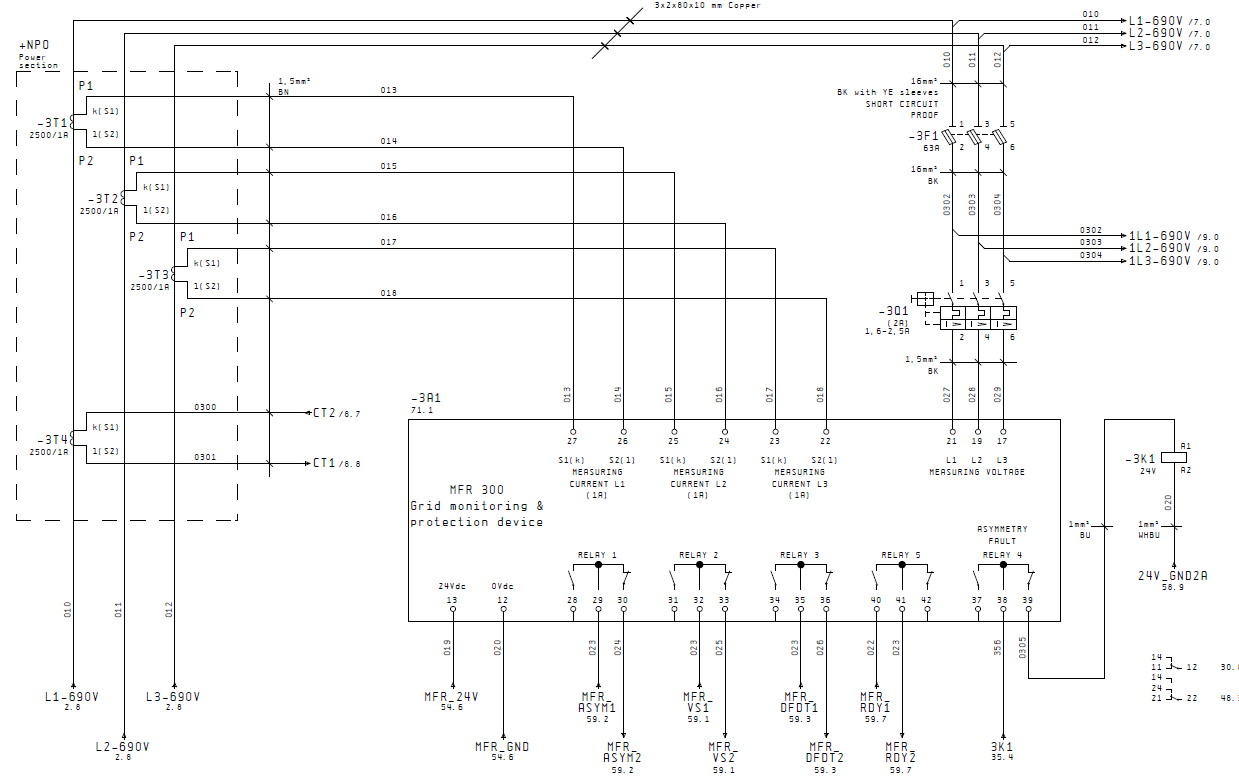 3x2x80x10 mm Copper
010 L1-690V /7.0
011 L2-690V /7.0
012 L3-690V /7.0
+NPO
Power
section
010 011 012
P1
1,5mm²
BN
013
k(S1)
-3T1
2500/1A
1(S2)
014
P2 P1
015
k(S1)
-3T2
2500/1A
1(S2)
016
P2 P1
017
k(S1)
-3T3
2500/1A
1(S2)
018
P2
16mm²
BK with YE sleeves
SHORT CIRCUIT
PROOF
1 3 5
-3F1
63A
2 4 6
16mm²
BK
0302 0303 0304
0302 1L1-690V /9.0
0303 1L2-690V /9.0
0304 1L3-690V /9.0
1 3 5
-3Q1
(2A)
1,6-2,5A
2 4 6
1,5mm²
BK
013 014 015 016 017 018 027 028 029
0300 CT2 /8.7
k(S1)
-3T4
2500/1A
1(S2)
0301 CT1 /8.8
-3A1
71.1
27 26 25 24 23 22 21 19 17
S1(k) S2(1) S1(k) S2(1) S1(k) S2(1) L1 L2 L3
MEASURING MEASURING MEASURING MEASURING VOLTAGE
CURRENT L1 CURRENT L2 CURRENT L3
(1A) (1A) (1A)
MFR 300
Grid monitoring &
protection device
A1
-3K1
24V
A2
020
1mm²
BU
1mm²
WHBU
24V_GND2A
58.9
ASYMMETRY
FAULT
RELAY 1 RELAY 2 RELAY 3 RELAY 5 RELAY 4
24Vdc 0Vdc
13 12 28 29 30 31 32 33 34 35 36 40 41 42 37 38 39
010 011 012
019 020 023 024 023 025 023 026 022 023 356 0305
L1-690V
2.8
L3-690V
2.8
L2-690V
2.8
MFR_24V
54.6
MFR_GND
54.6
MFR_
ASYM1
59.2
MFR_
ASYM2
59.2
MFR_
VS1
59.1
MFR_
VS2
59.1
MFR_
DFDT1
59.3
MFR_
DFDT2
59.3
MFR_
RDY1
59.7
MFR_
RDY2
59.7
3K1
35.4
14
11 12
14
24
21 22